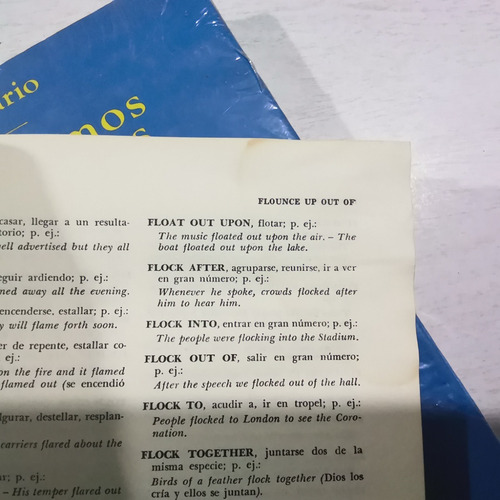 FLOUNCE UP OUT OF
casar, llegar a un resulta-
p. ej.:
well advertised but they all
seguir ardiendo; p. ej.:
away all the evening.
encenderse, estallar; p. ej.:
will flame forth soon.
de repente, estallar co-
ej.:
on the fire and it flamed
flamed out (se encendió
destellar, resplan-
carriers flared about the
p. ej.:
– His temper flared out
FLOAT OUT UPON, flotar; p. ej.:
The music floated out upon the air. – The
boat floated out upon the lake.
FLOCK AFTER, agruparse, reunirse, ir a ver
en gran número; p. ej.:
Whenever he spoke, crowds flocked after
him to hear him.
FLOCK INTO, entrar en gran número; p. ej.:
The people were flocking into the Stadium.
FLOCK OUT OF, salir en gran número;
p. ej.:
After the speech we flocked out of the hall.
FLOCK TO, acudir a, ir en tropel; p. ej.:
People flocked to London to see the Coro-
nation.
FLOCK TOGETHER, juntarse dos de la
misma especie; p. ej.:
Birds of a feather flock together (Dios los
cría y ellos se juntan).